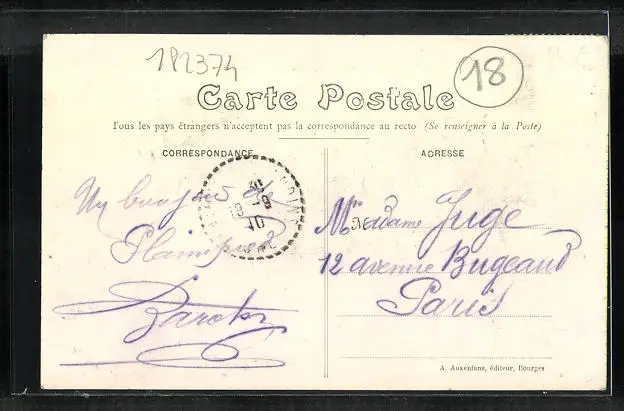 182374
18
Carte Postale
Tous les pays étrangers n'acceptent pas la correspondance au recto (Se renseigner à la Poste)
CORRESPONDANCE
ADRESSE
Un bonjour de
Plaimpied
M
Madame Juge
12 avenue Bugeaud
Paris
A. Auxenfans, éditeur, Bourges